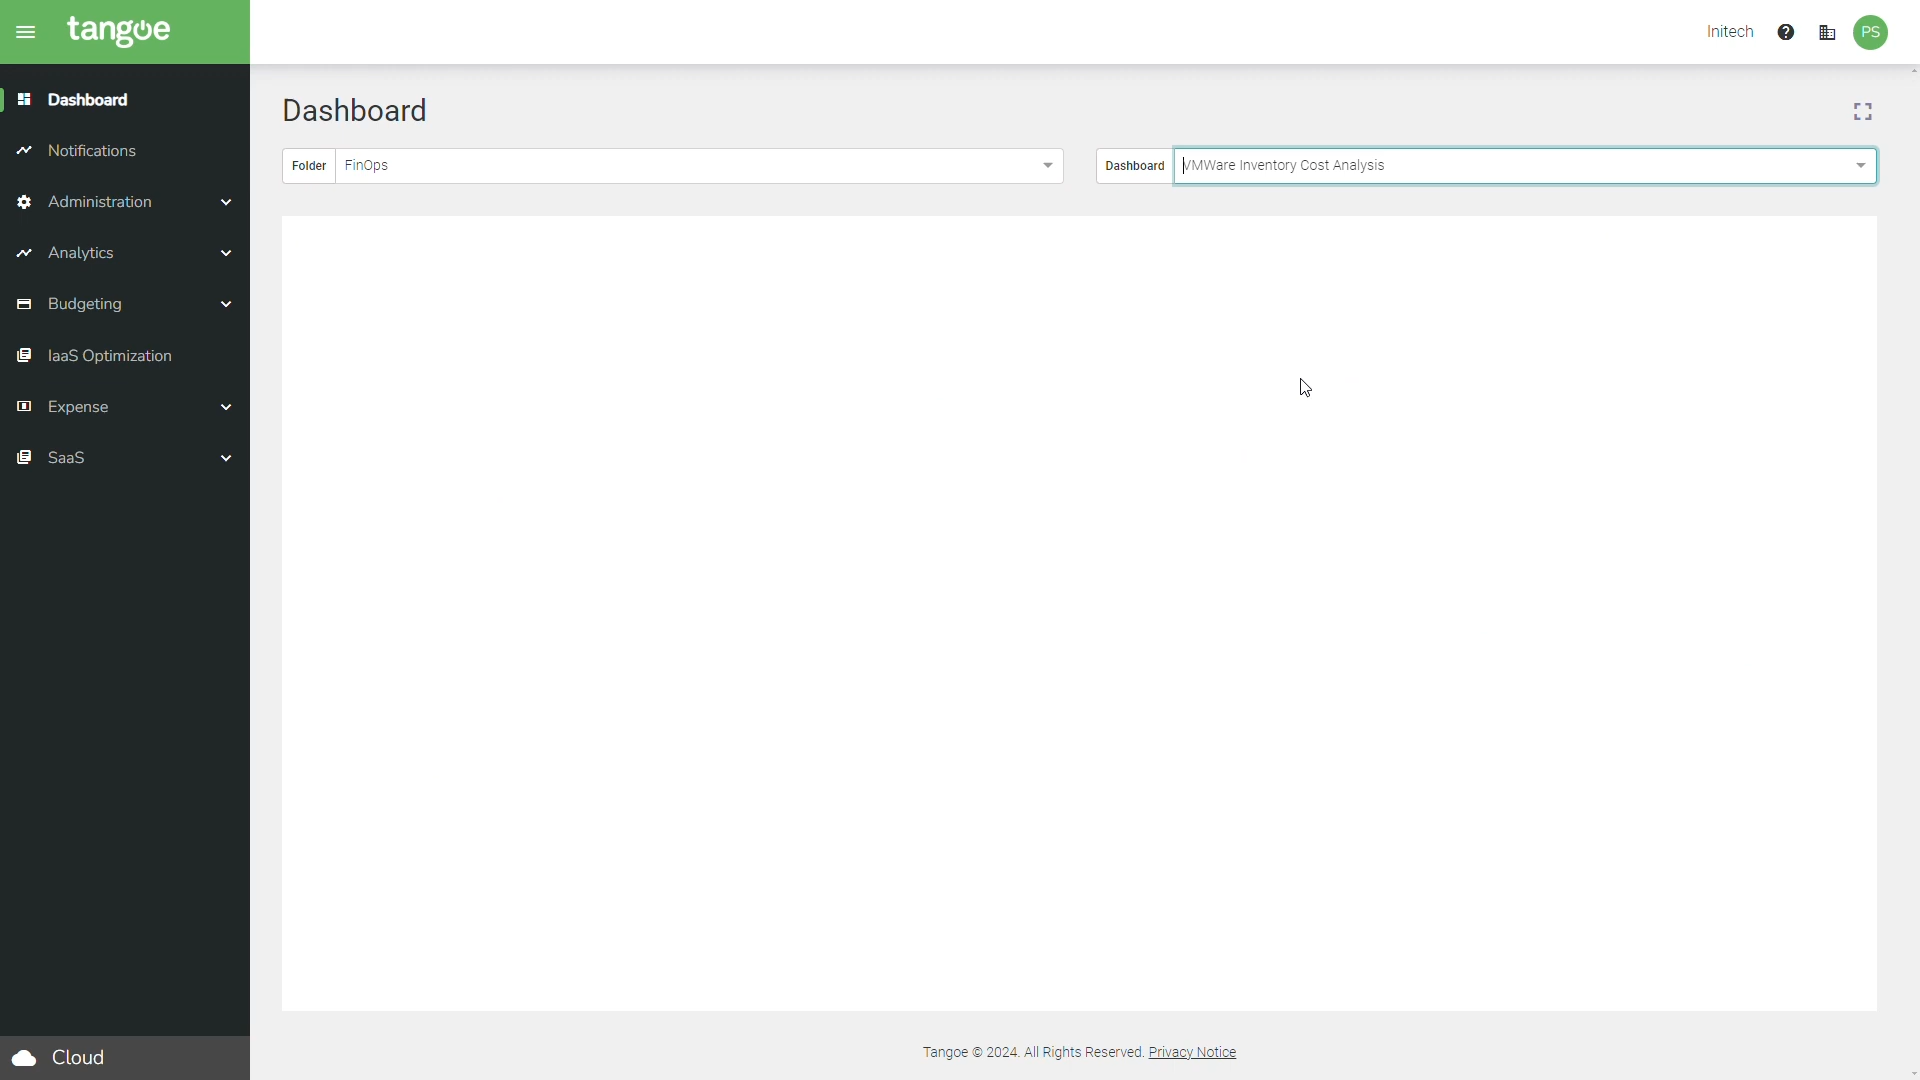 tangoe
Initech
PS
Dashboard
Notifications
Administration
Analytics
Budgeting
IaaS Optimization
Expense
SaaS
Cloud
Dashboard
Folder FinOps
Dashboard VMWare Inventory Cost Analysis
Tangoe © 2024. All Rights Reserved. Privacy Notice